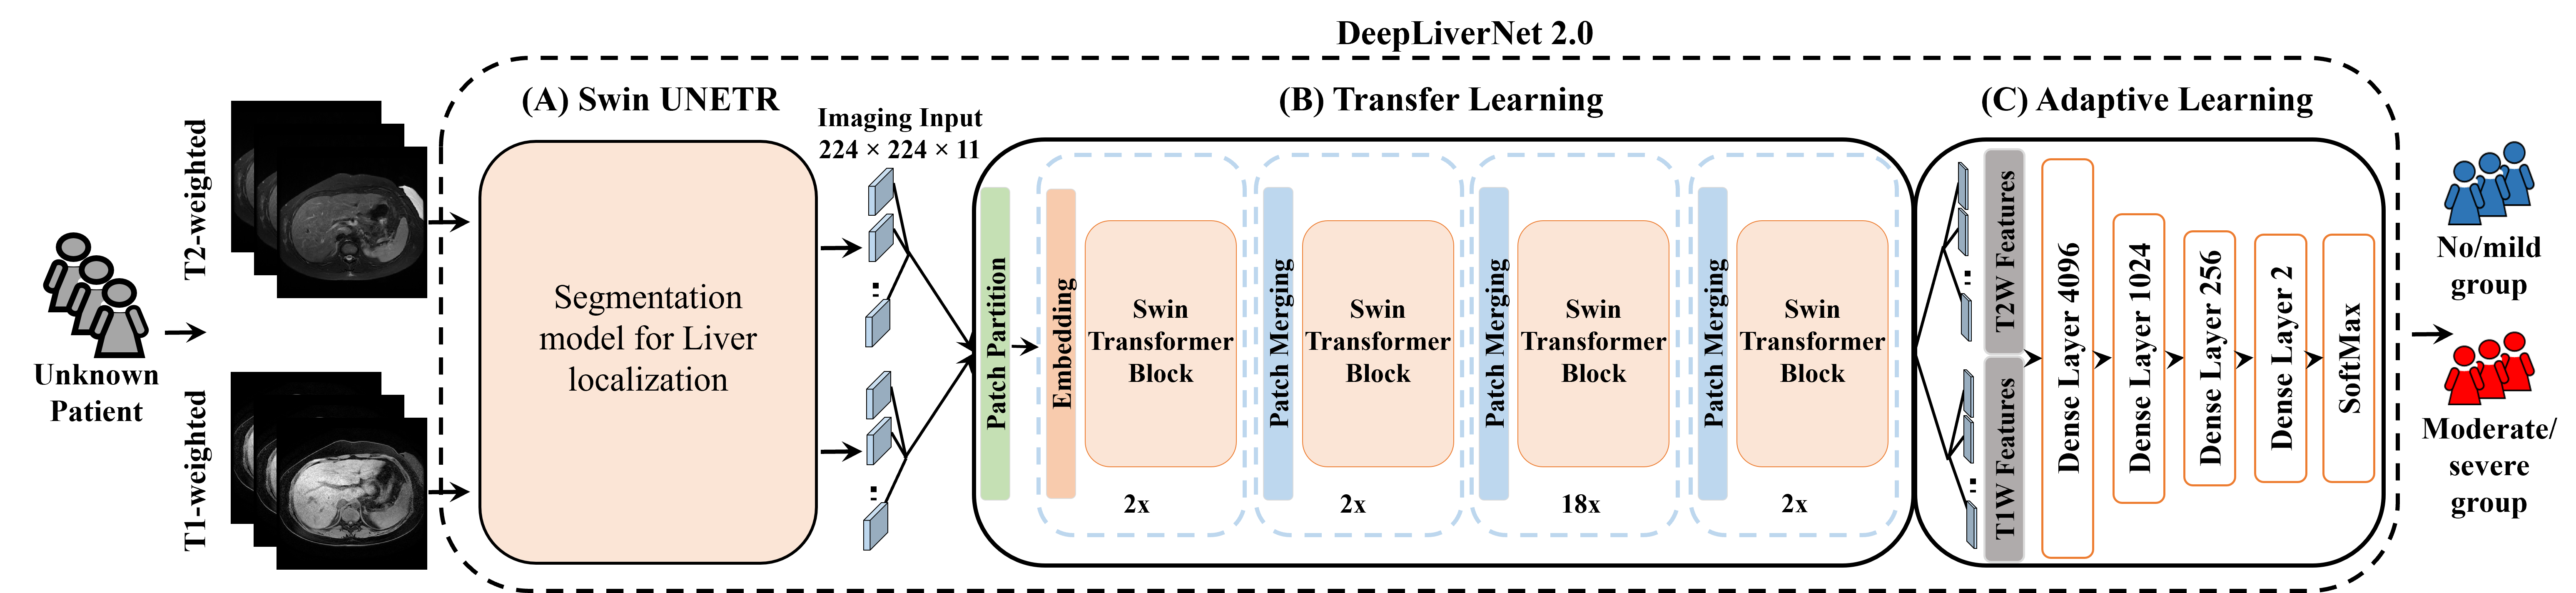 DeepLiverNet 2.0
(A) Swin UNETR
(B) Transfer Learning
(C) Adaptive Learning
Unknown
Patient
T2-weighted
T1-weighted
Segmentation
model for Liver
localization
Imaging Input
224 × 224 × 11
Patch Partition
Embedding
Swin
Transformer
Block
2x
Patch Merging
Swin
Transformer
Block
2x
Patch Merging
Swin
Transformer
Block
18x
Patch Merging
Swin
Transformer
Block
2x
T2W Features
T1W Features
Dense Layer 4096
Dense Layer 1024
Dense Layer 256
Dense Layer 2
SoftMax
No/mild
group
Moderate/
severe
group